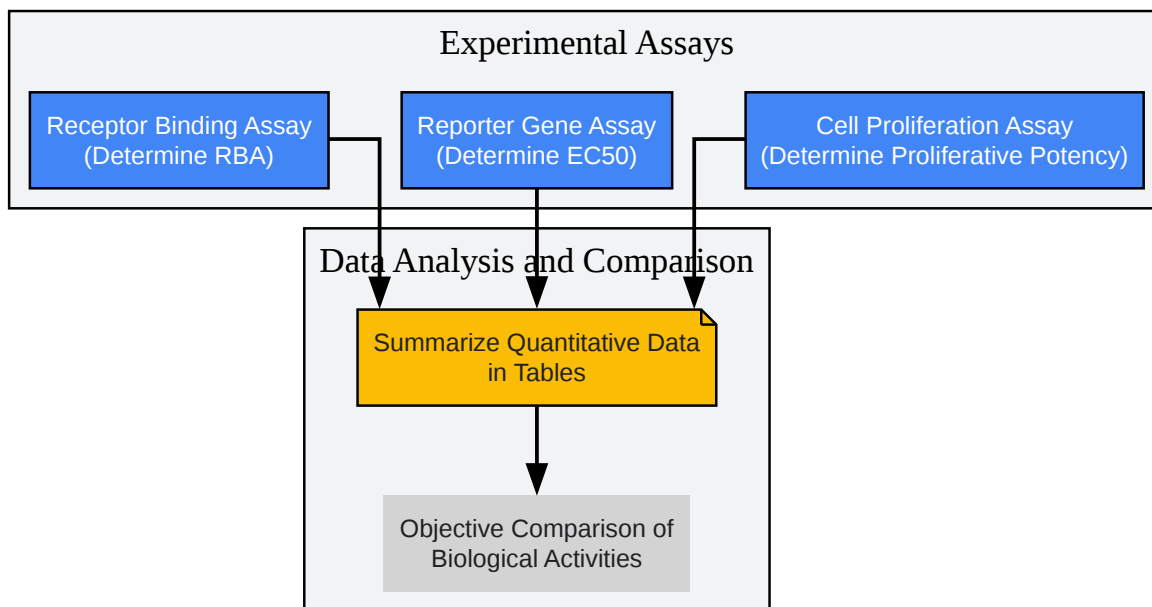 Experimental Assays
Receptor Binding Assay
(Determine RBA)
Reporter Gene Assay
(Determine EC50)
Cell Proliferation Assay
(Determine Proliferative Potency)
Data Analysis and Comparison
Summarize Quantitative Data
in Tables
Objective Comparison of
Biological Activities